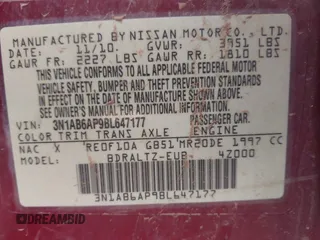 MANUFACTURED BY NISSAN MOTOR CO., LTD.
DATE: 11/10. GVWR: 3951 LBS
GAWR FR: 2227 LBS GAWR RR: 1810 LBS
THIS VEHICLE CONFORMS TO ALL APPLICABLE FEDERAL MOTOR
VEHICLE SAFETY, BUMPER AND THEFT PREVENTION STANDARDS
IN EFFECT ON THE DATE OF MANUFACTURE SHOWN ABOVE.
SEE OWNER'S MANUAL FOR ADDITIONAL INFORMATION.
3N1AB6AP9BL647177 PASSENGER CAR.
COLOR TRIM TRANS AXLE ENGINE
NAC X RE0F10A GB51 MR20DE 1997 CC
MODEL BDRALTZ-EUB 4Z000
3N1AB6AP9BL647177
DREAMBID